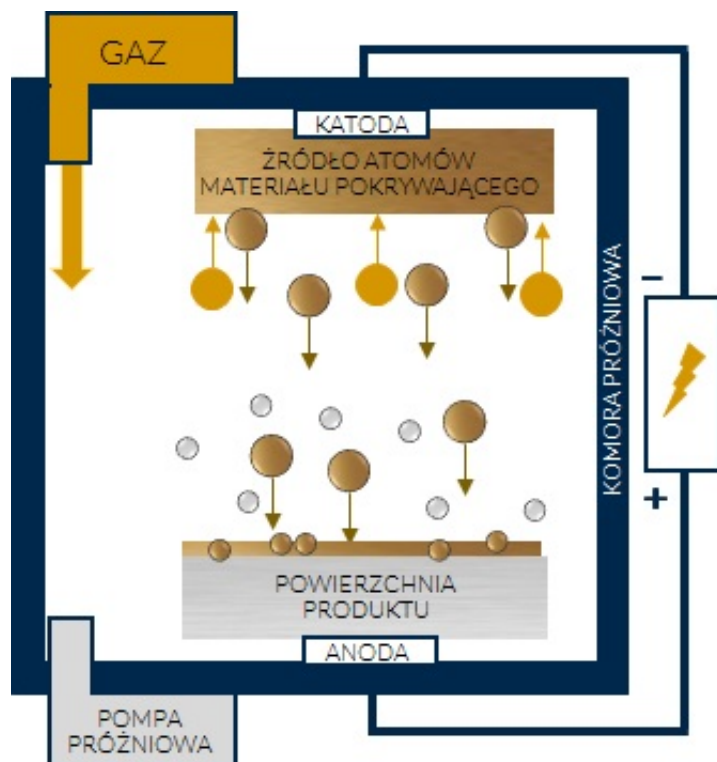 GAZ
KATODA
ŹRÓDŁO ATOMÓW
MATERIAŁU POKRYWAJĄCEGO
KOMORA PRÓŻNIOWA
–
+
POWIERZCHNIA
PRODUKTU
ANODA
POMPA
PRÓŻNIOWA